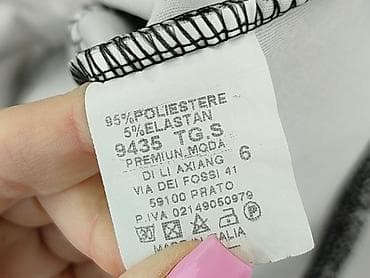 95% POLIESTERE
5% ELASTAN
9435 TG.S
PREMIUN MODA 6
DI LI AXIANG
VIA DEI FOSSI 41
59100 PRATO
P.IVA 02149050979
P
MADE IN ITALIA